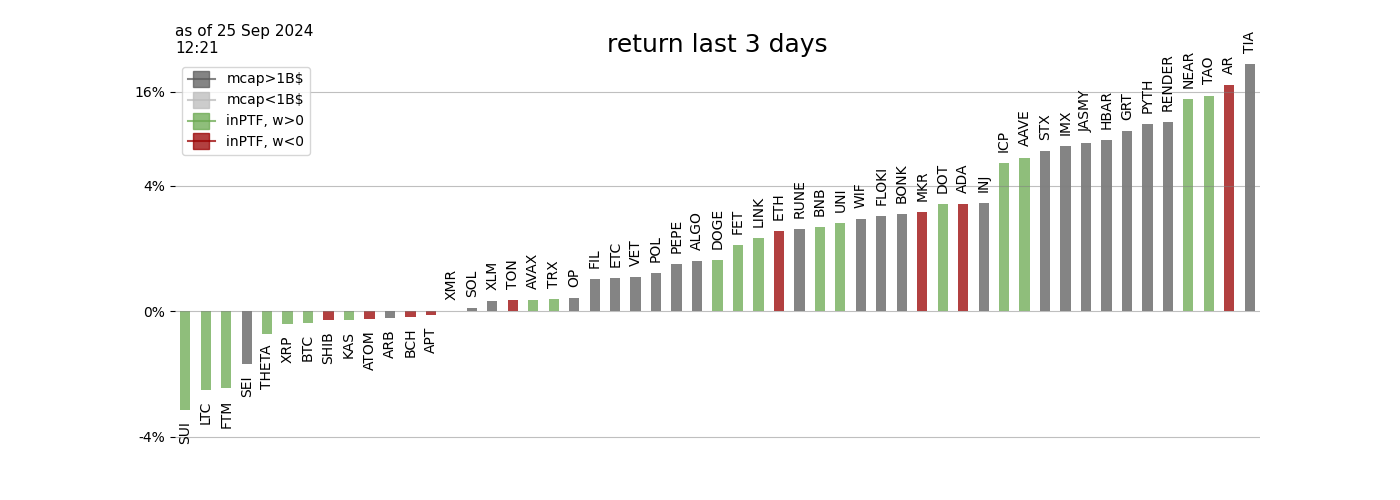 as of 25 Sep 2024
12:21
return last 3 days
mcap>1B$
mcap<1B$
inPTF, w>0
inPTF, w<0
16%
4%
0%
-4%
SUI
LTC
FTM
SEI
THETA
XRP
BTC
SHIB
KAS
ATOM
ARB
BCH
APT
XMR
SOL
XLM
TON
AVAX
TRX
OP
FIL
ETC
VET
POL
PEPE
ALGO
DOGE
FET
LINK
ETH
RUNE
BNB
UNI
WIF
FLOKI
BONK
MKR
DOT
ADA
INJ
ICP
AAVE
STX
IMX
JASMY
HBAR
GRT
PYTH
RENDER
NEAR
TAO
AR
TIA